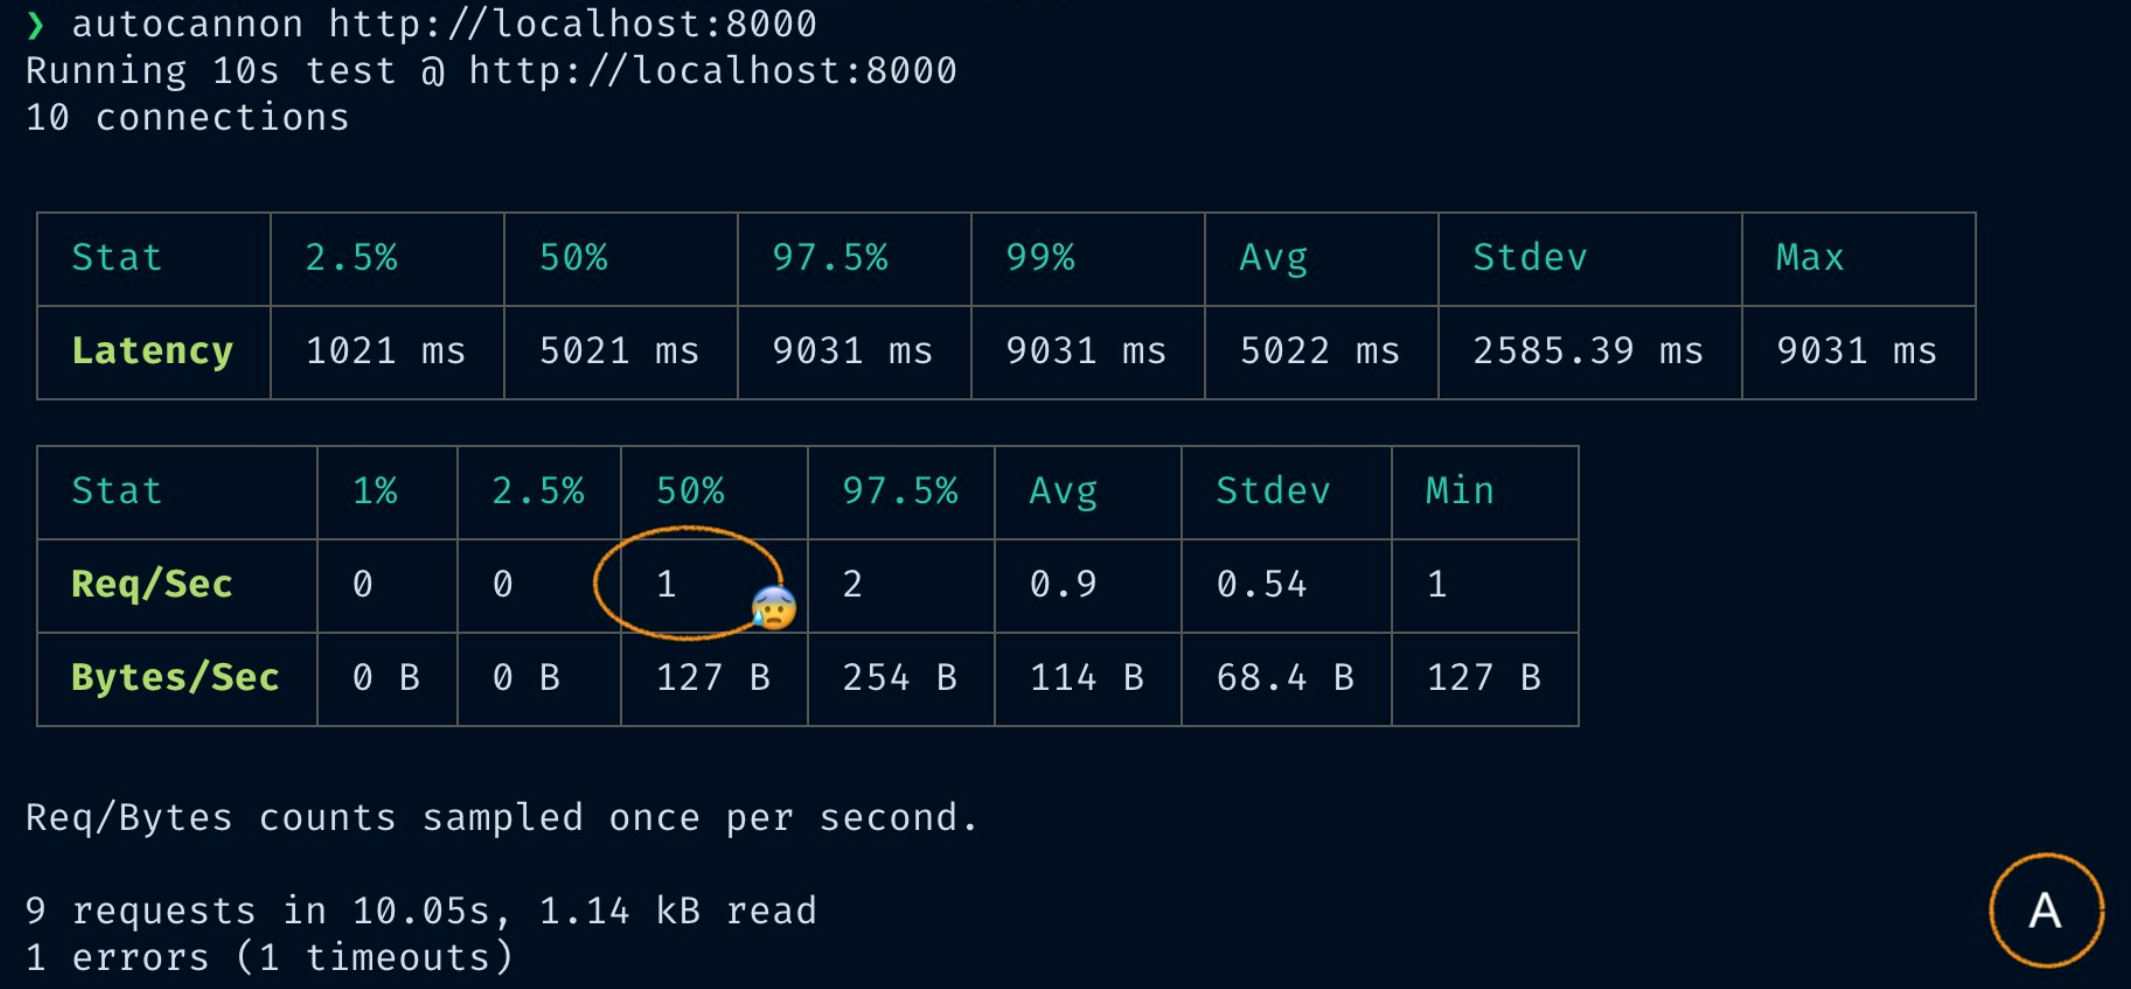 ❯ autocannon http://localhost:8000
Running 10s test @ http://localhost:8000
10 connections
Stat 2.5% 50% 97.5% 99% Avg Stdev Max
Latency 1021 ms 5021 ms 9031 ms 9031 ms 5022 ms 2585.39 ms 9031 ms
Stat 1% 2.5% 50% 97.5% Avg Stdev Min
Req/Sec 0 0 1 2 0.9 0.54 1
Bytes/Sec 0 B 0 B 127 B 254 B 114 B 68.4 B 127 B
Req/Bytes counts sampled once per second.
9 requests in 10.05s, 1.14 kB read
1 errors (1 timeouts)
A